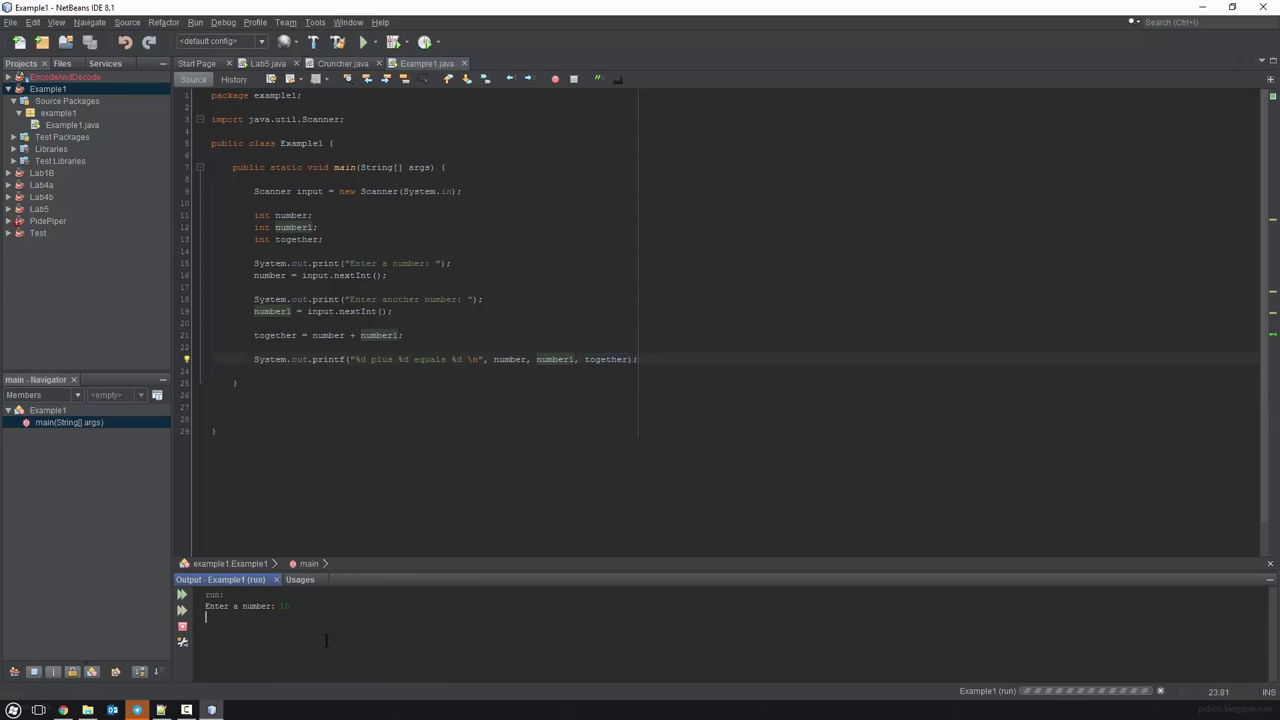 Example1 - NetBeans IDE 8.1
File Edit View Navigate Source Refactor Run Debug Profile Team Tools Window Help
Search (Ctrl+I)
<default config>
Projects Files Services
Start Page Lab5.java Cruncher.java Example1.java
Source History
EncodeAndDecode
Example1
Source Packages
example1
Example1.java
Test Packages
Libraries
Test Libraries
Lab1B
Lab4a
Lab4b
Lab5
PidePiper
Test
1 package example1;
2
3 import java.util.Scanner;
4
5 public class Example1 {
6
7 public static void main(String[] args) {
8
9 Scanner input = new Scanner(System.in);
10
11 int number;
12 int number1;
13 int together;
14
15 System.out.print("Enter a number: ");
16 number = input.nextInt();
17
18 System.out.print("Enter another number: ");
19 number1 = input.nextInt();
20
21 together = number + number1;
22
System.out.printf("%d plus %d equals %d \n", number, number1, together);
24
25 }
26
27
28
29 }
main - Navigator
Members <empty>
Example1
main(String[] args)
example1.Example1 main
Output - Example1 (run) Usages
run:
Enter a number: 10
Example1 (run)
23:81 INS
pcbots.blogspot.com